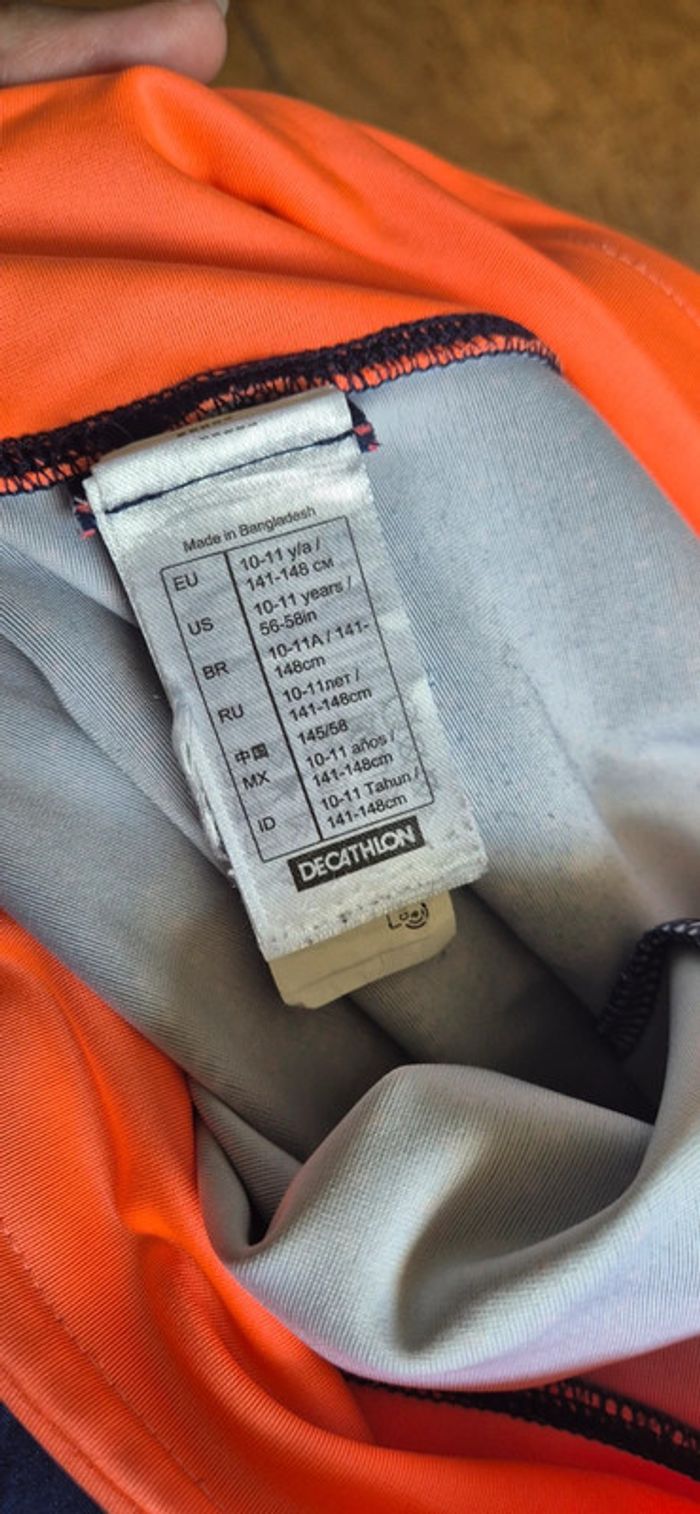 Made in Bangladesh
EU 10-11 y/a /
141-148 см
US 10-11 years /
56-58in
BR 10-11A / 141-
148cm
RU 10-11лет /
141-148cm
中国 145/58
MX 10-11 años /
141-148cm
ID 10-11 Tahun /
141-148cm
DECATHLON